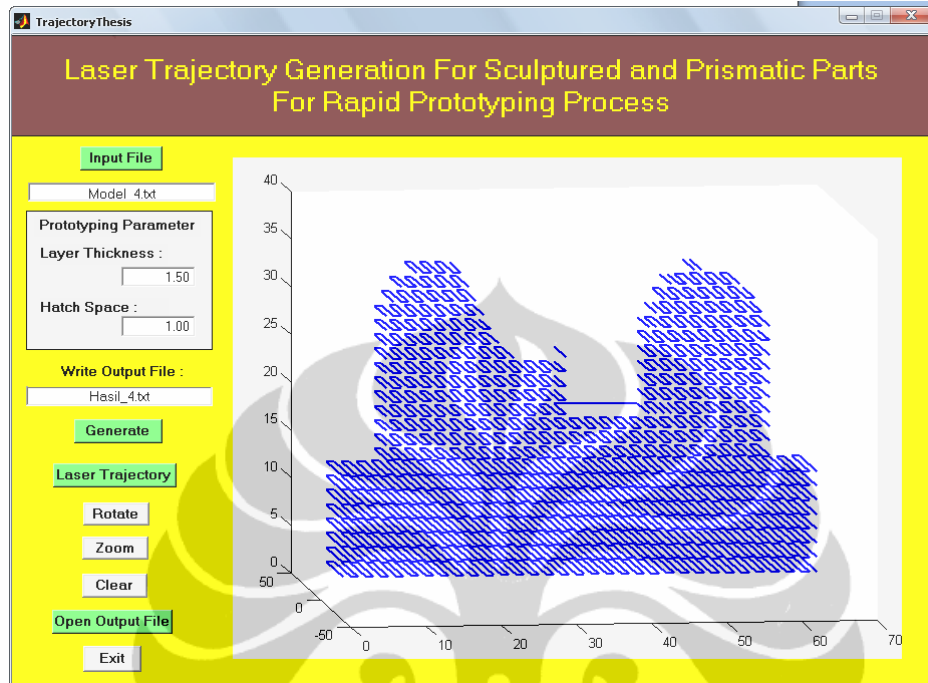 TrajectoryThesis
Laser Trajectory Generation For Sculptured and Prismatic Parts
For Rapid Prototyping Process
Input File
Model_4.txt
Prototyping Parameter
Layer Thickness :
1.50
Hatch Space :
1.00
Write Output File :
Hasil_4.txt
Generate
Laser Trajectory
Rotate
Zoom
Clear
Open Output File
Exit
40
35
30
25
20
15
10
5
0
50
0
-50
0
10
20
30
40
50
60
70